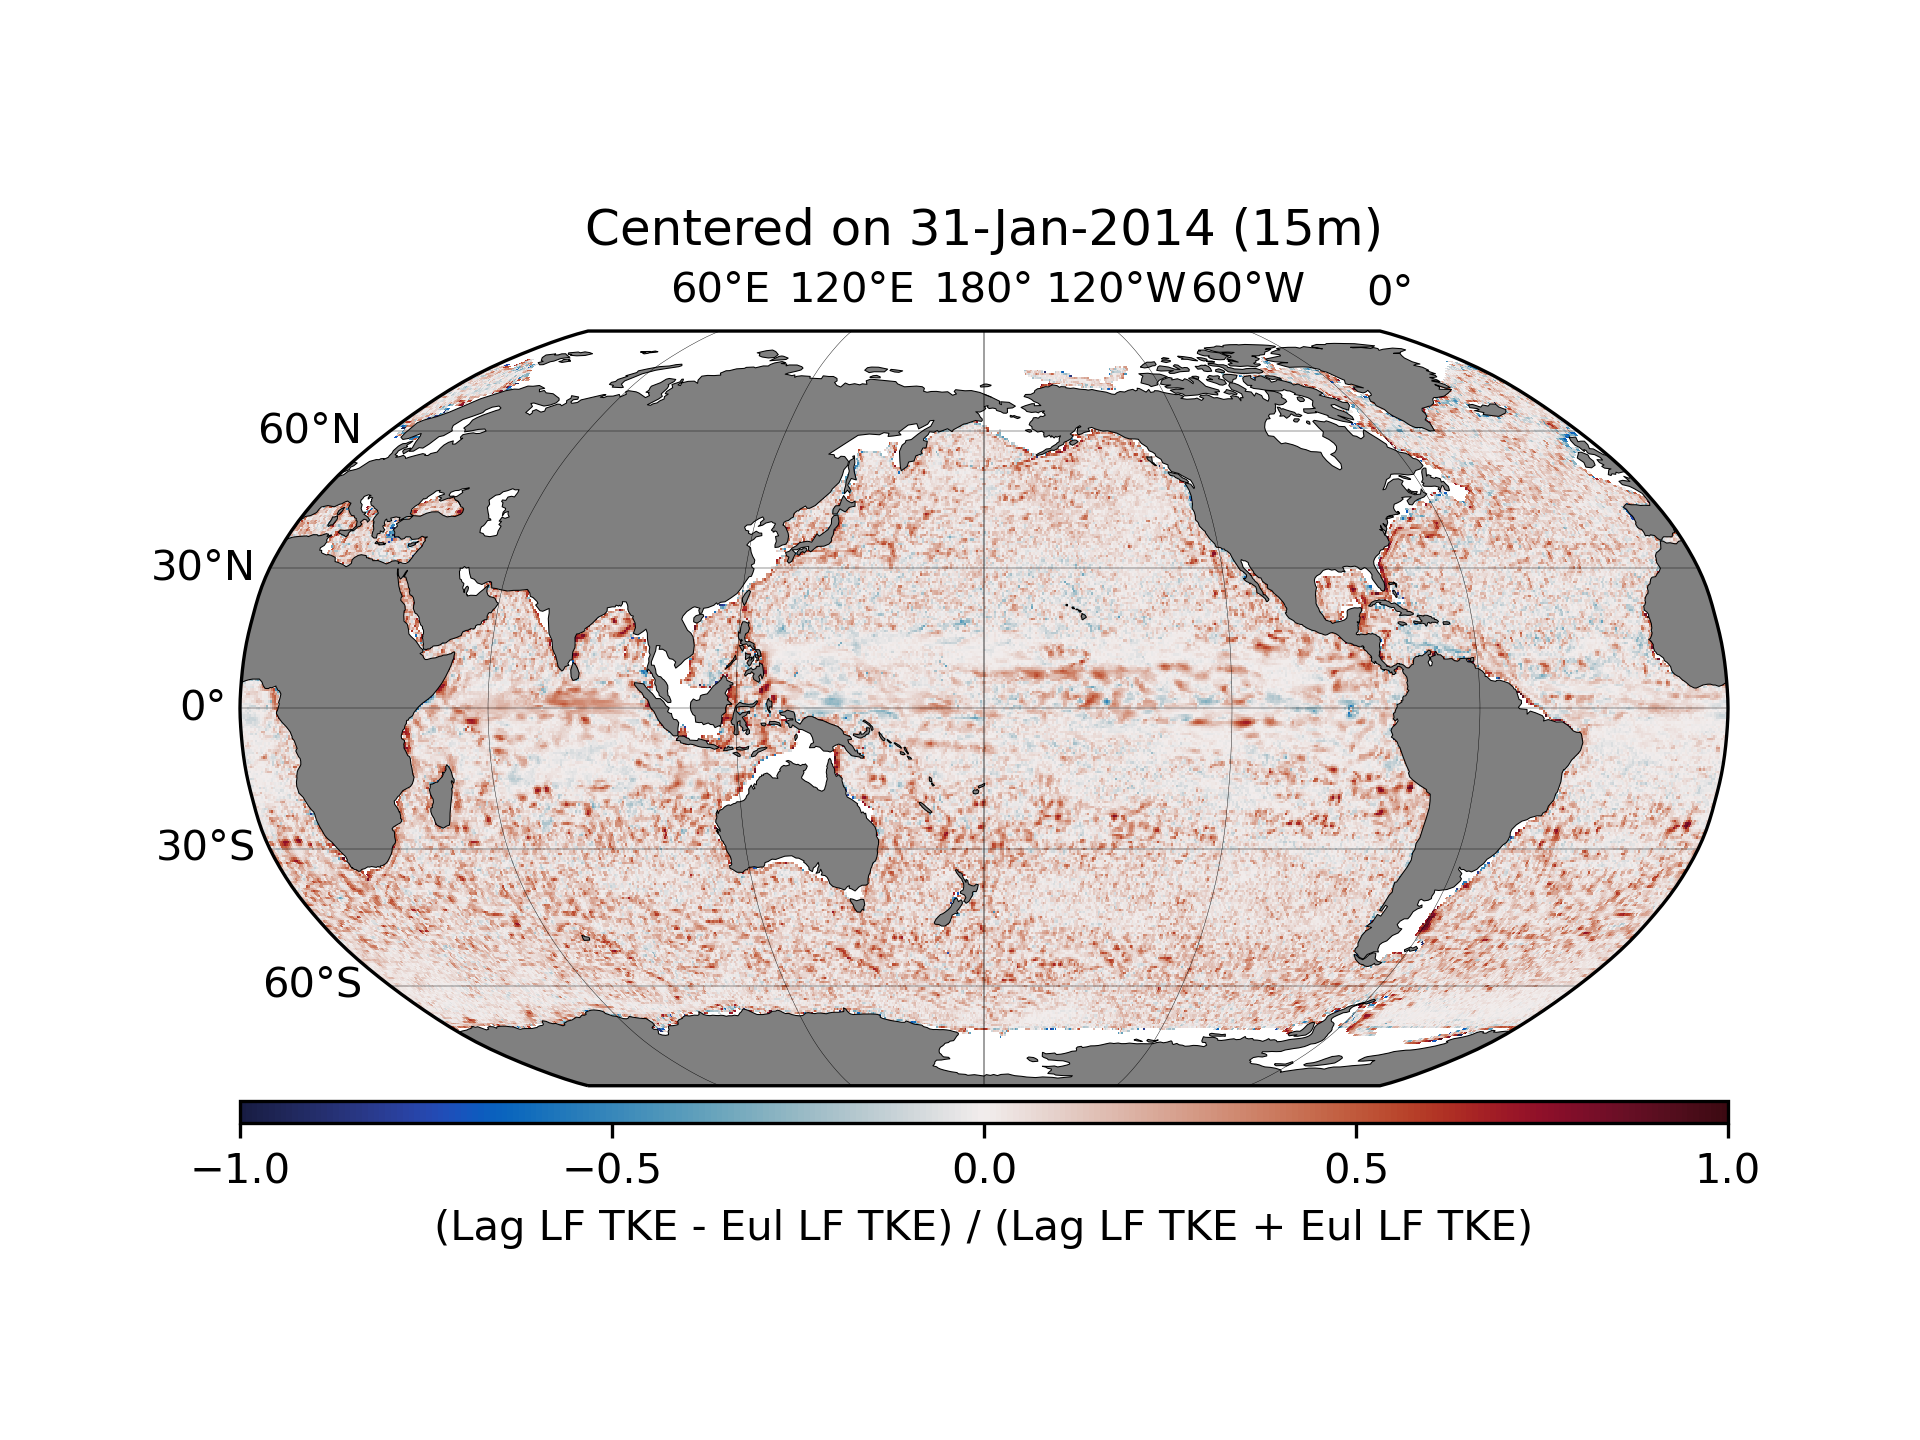 Centered on 31-Jan-2014 (15m)
60°E 120°E 180° 120°W 60°W 0°
60°N
30°N
0°
30°S
60°S
−1.0 −0.5 0.0 0.5 1.0
(Lag LF TKE - Eul LF TKE) / (Lag LF TKE + Eul LF TKE)